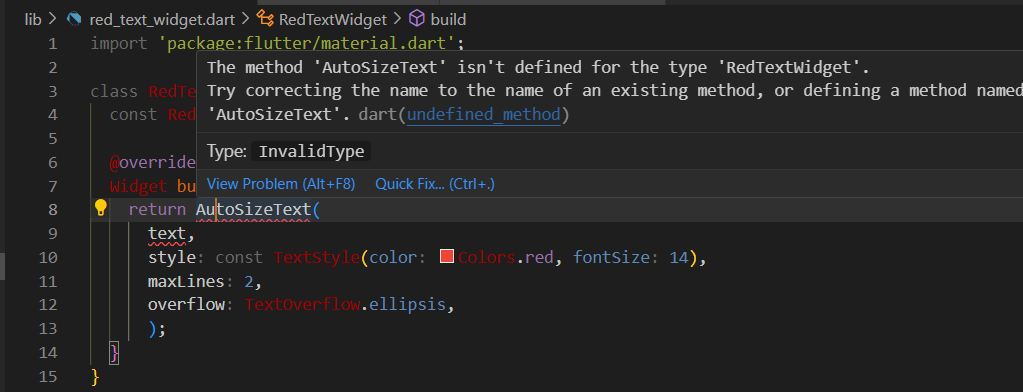 lib > red_text_widget.dart > RedTextWidget > build
1 import 'package:flutter/material.dart';
2
The method 'AutoSizeText' isn't defined for the type 'RedTextWidget'.
3 class RedTe
Try correcting the name to the name of an existing method, or defining a method named
4 const Red
'AutoSizeText'. dart(undefined_method)
5
Type: InvalidType
6 @override
7 Widget bu
View Problem (Alt+F8) Quick Fix... (Ctrl+.)
8 return AutoSizeText(
9 text,
10 style: const TextStyle(color: Colors.red, fontSize: 14),
11 maxLines: 2,
12 overflow: TextOverflow.ellipsis,
13 );
14 }
15 }